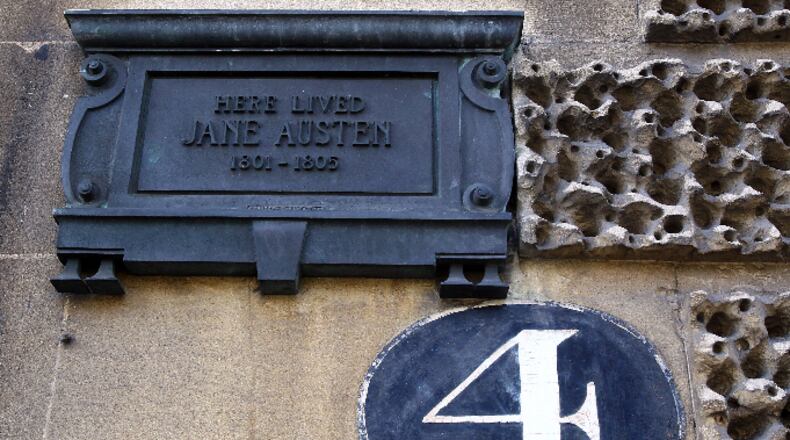 HERE LIVED
JANE AUSTEN
1801 - 1805
4